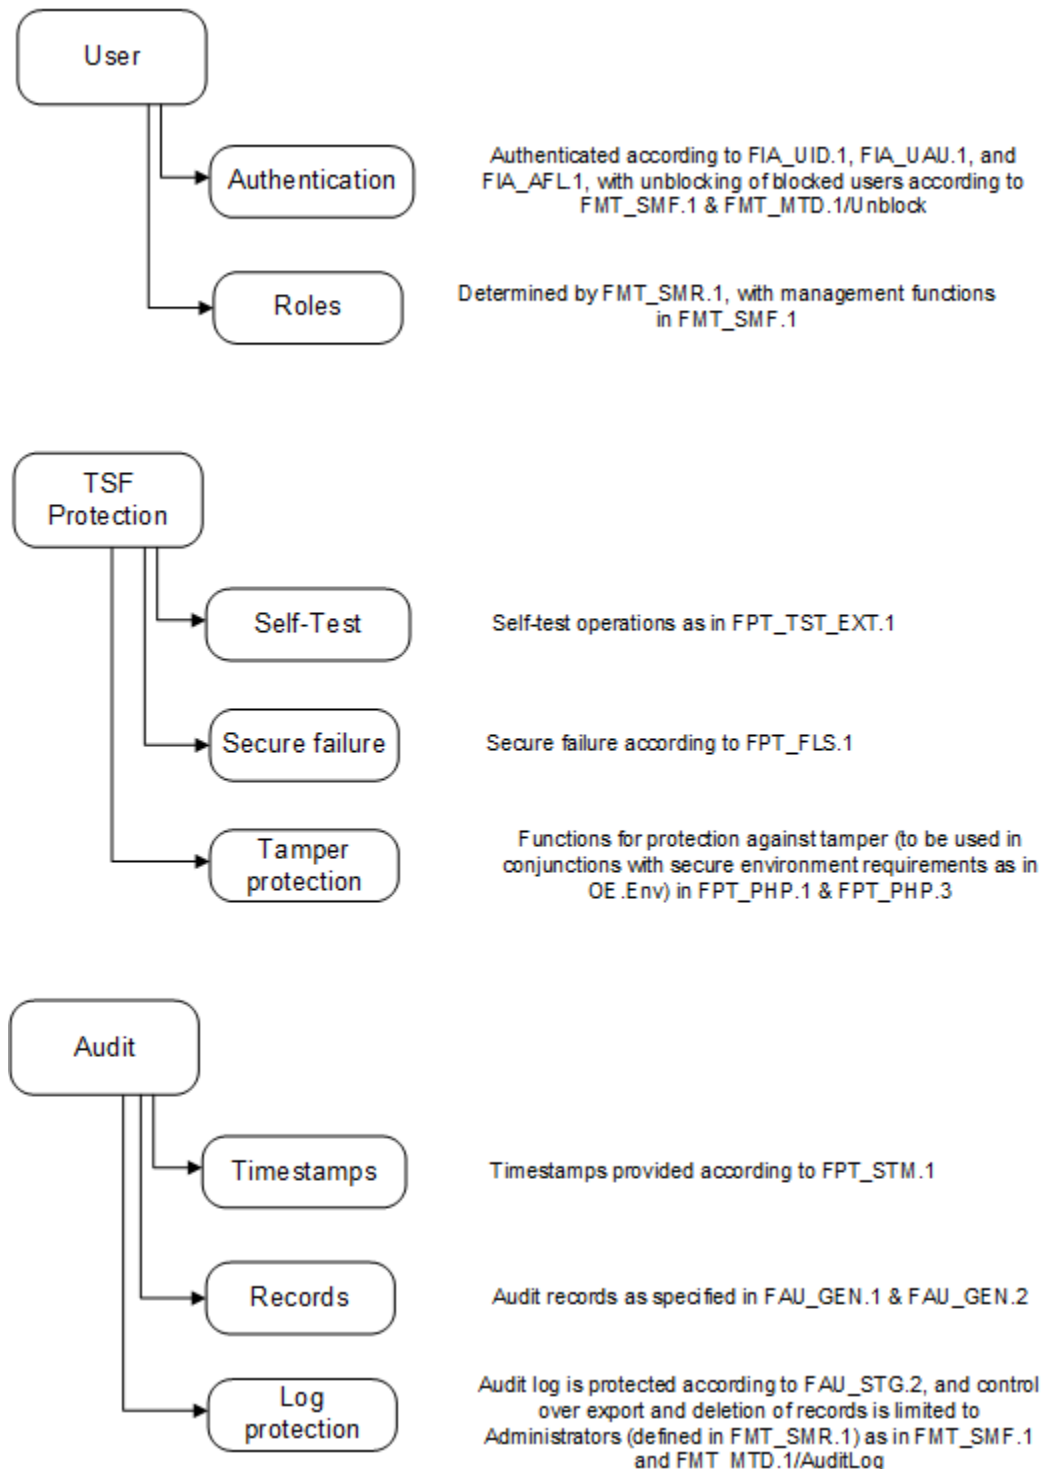 User
Authentication
Authenticated according to FIA_UID.1, FIA_UAU.1, and
FIA_AFL.1, with unblocking of blocked users according to
FMT_SMF.1 & FMT_MTD.1/Unblock
Roles
Determined by FMT_SMR.1, with management functions
in FMT_SMF.1
TSF
Protection
Self-Test
Self-test operations as in FPT_TST_EXT.1
Secure failure
Secure failure according to FPT_FLS.1
Tamper
protection
Functions for protection against tamper (to be used in
conjunctions with secure environment requirements as in
OE.Env) in FPT_PHP.1 & FPT_PHP.3
Audit
Timestamps
Timestamps provided according to FPT_STM.1
Records
Audit records as specified in FAU_GEN.1 & FAU_GEN.2
Log
protection
Audit log is protected according to FAU_STG.2, and control
over export and deletion of records is limited to
Administrators (defined in FMT_SMR.1) as in FMT_SMF.1
and FMT_MTD.1/AuditLog